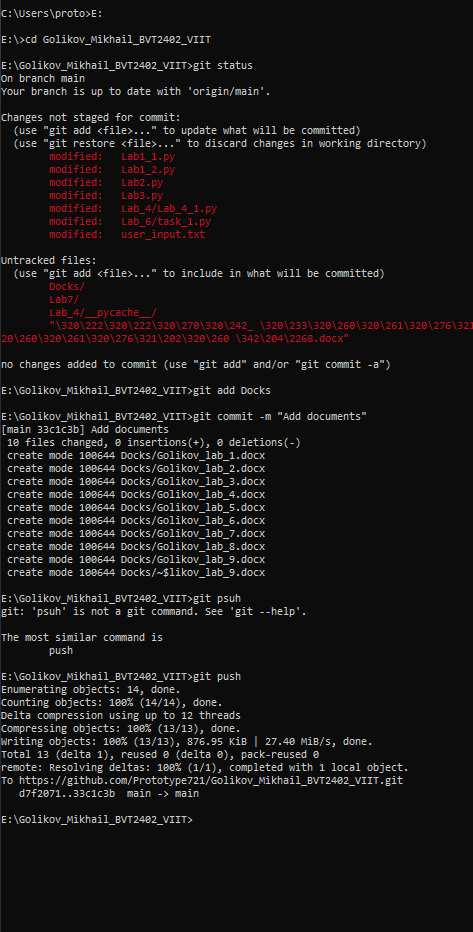 C:\Users\proto>E:
E:\>cd Golikov_Mikhail_BVT2402_VIIT
E:\Golikov_Mikhail_BVT2402_VIIT>git status
On branch main
Your branch is up to date with 'origin/main'.
Changes not staged for commit:
  (use "git add <file>..." to update what will be committed)
  (use "git restore <file>..." to discard changes in working directory)
        modified:   Lab1_1.py
        modified:   Lab1_2.py
        modified:   Lab2.py
        modified:   Lab3.py
        modified:   Lab_4/Lab_4_1.py
        modified:   Lab_6/task_1.py
        modified:   user_input.txt
Untracked files:
  (use "git add <file>..." to include in what will be committed)
        Docks/
        Lab7/
        Lab_4/__pycache__/
        "\320\222\320\222\320\270\320\242_ \320\233\320\260\320\261\320\276\321
20\260\320\261\320\276\321\202\320\260 \342\204\2268.docx"
no changes added to commit (use "git add" and/or "git commit -a")
E:\Golikov_Mikhail_BVT2402_VIIT>git add Docks
E:\Golikov_Mikhail_BVT2402_VIIT>git commit -m "Add documents"
[main 33c1c3b] Add documents
 10 files changed, 0 insertions(+), 0 deletions(-)
 create mode 100644 Docks/Golikov_lab_1.docx
 create mode 100644 Docks/Golikov_lab_2.docx
 create mode 100644 Docks/Golikov_lab_3.docx
 create mode 100644 Docks/Golikov_lab_4.docx
 create mode 100644 Docks/Golikov_lab_5.docx
 create mode 100644 Docks/Golikov_lab_6.docx
 create mode 100644 Docks/Golikov_lab_7.docx
 create mode 100644 Docks/Golikov_lab_8.docx
 create mode 100644 Docks/Golikov_lab_9.docx
 create mode 100644 Docks/~$likov_lab_9.docx
E:\Golikov_Mikhail_BVT2402_VIIT>git psuh
git: 'psuh' is not a git command. See 'git --help'.
The most similar command is
        push
E:\Golikov_Mikhail_BVT2402_VIIT>git push
Enumerating objects: 14, done.
Counting objects: 100% (14/14), done.
Delta compression using up to 12 threads
Compressing objects: 100% (13/13), done.
Writing objects: 100% (13/13), 876.95 KiB | 27.40 MiB/s, done.
Total 13 (delta 1), reused 0 (delta 0), pack-reused 0
remote: Resolving deltas: 100% (1/1), completed with 1 local object.
To https://github.com/Prototype721/Golikov_Mikhail_BVT2402_VIIT.git
   d7f2071..33c1c3b  main -> main
E:\Golikov_Mikhail_BVT2402_VIIT>